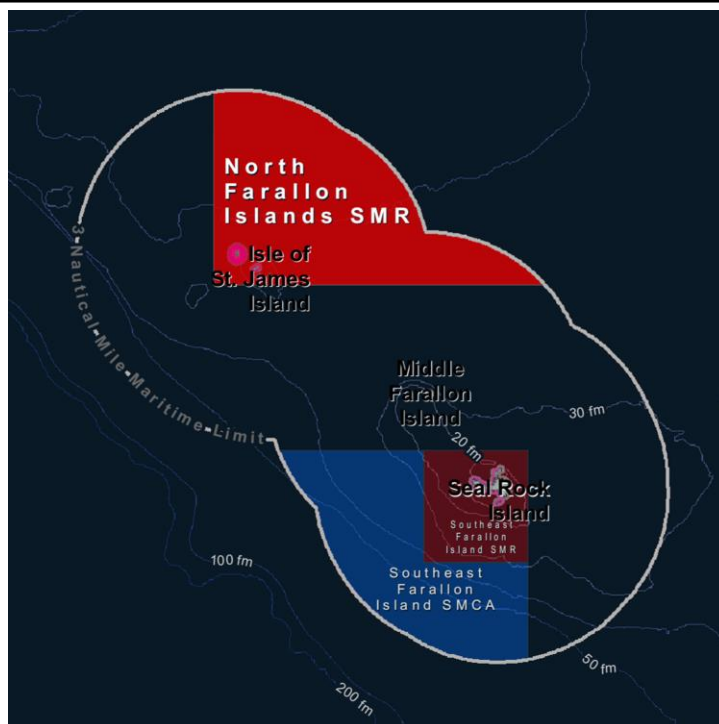 North
Farallon
Islands SMR
Isle of
St. James
Island
3-Nautical-Mile-Maritime-Limit
Middle
Farallon
Island
30 fm
20 fm
Seal Rock
Island
Southeast
Farallon
Island SMR
Southeast
Farallon
Island SMCA
100 fm
50 fm
200 fm